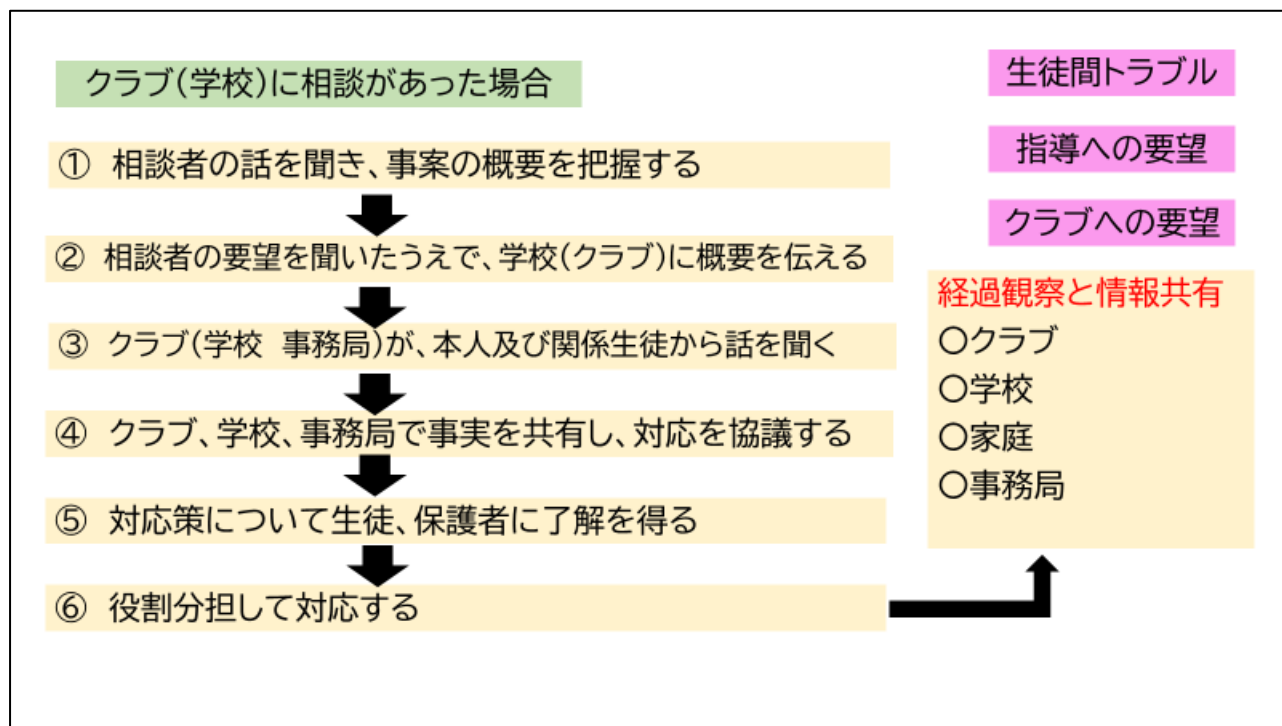 クラブ(学校)に相談があった場合
① 相談者の話を聞き、事案の概要を把握する
② 相談者の要望を聞いたうえで、学校(クラブ)に概要を伝える
③ クラブ(学校 事務局)が、本人及び関係生徒から話を聞く
④ クラブ、学校、事務局で事実を共有し、対応を協議する
⑤ 対応策について生徒、保護者に了解を得る
⑥ 役割分担して対応する
生徒間トラブル
指導への要望
クラブへの要望
経過観察と情報共有
〇クラブ
〇学校
〇家庭
〇事務局